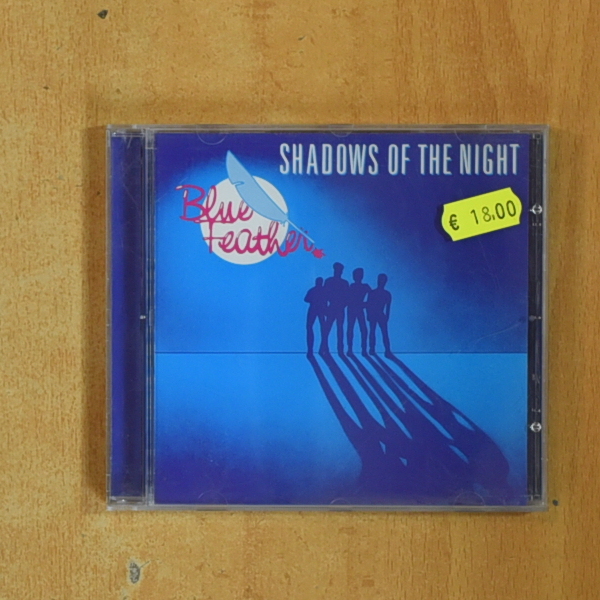 SHADOWS OF THE NIGHT
Blue
Feather
€ 18.00